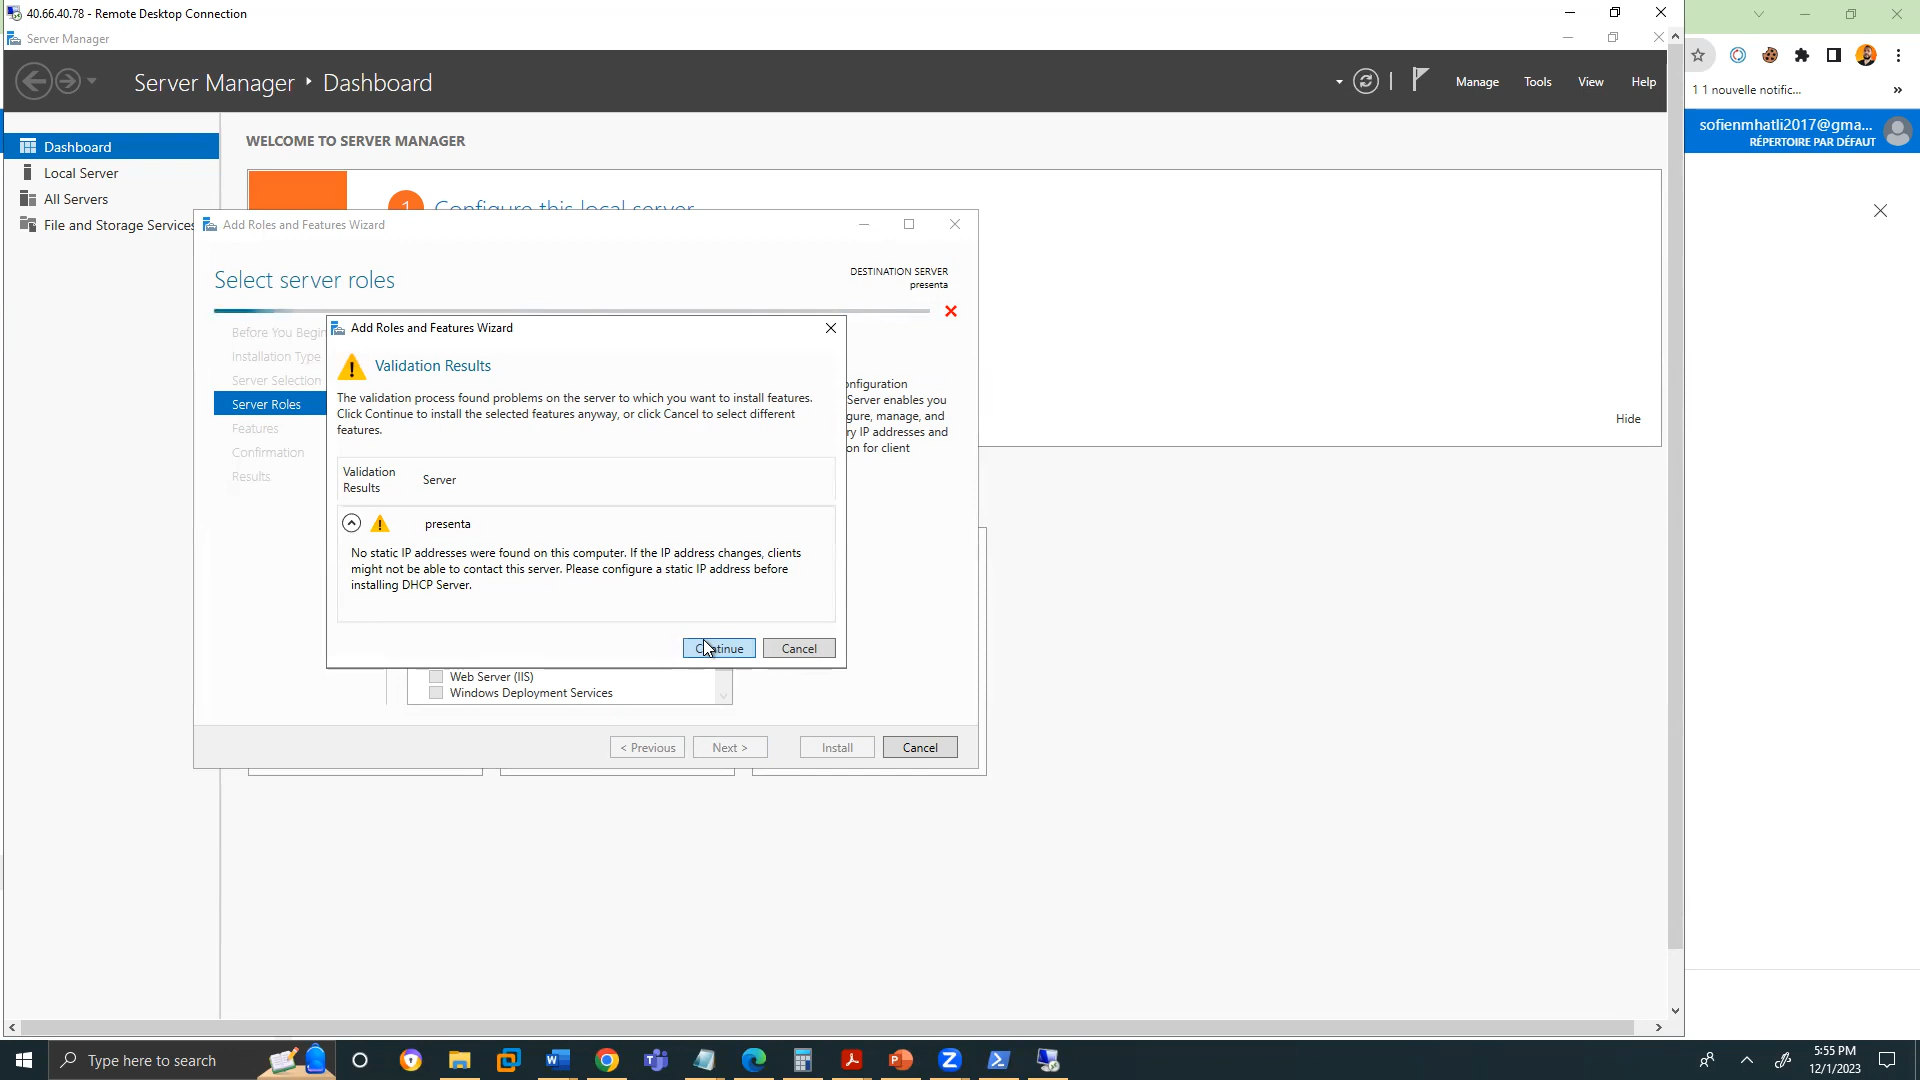 40.66.40.78 - Remote Desktop Connection
Server Manager
Server Manager
Dashboard
Manage
Tools
View
Help
1 1 nouvelle notific...
»
sofienmhatli2017@gma...
RÉPERTOIRE PAR DÉFAUT
Dashboard
Local Server
All Servers
File and Storage Services
WELCOME TO SERVER MANAGER
1
Configure this local server
Hide
Add Roles and Features Wizard
Select server roles
DESTINATION SERVER
presenta
Before You Begin
Installation Type
Server Selection
Server Roles
Features
Confirmation
Results
Server enables you
ry IP addresses and
on for client
Add Roles and Features Wizard
Validation Results
The validation process found problems on the server to which you want to install features.
Click Continue to install the selected features anyway, or click Cancel to select different
features.
Validation
Results
Server
presenta
No static IP addresses were found on this computer. If the IP address changes, clients
might not be able to contact this server. Please configure a static IP address before
installing DHCP Server.
Continue
Cancel
Web Server (IIS)
Windows Deployment Services
< Previous
Next >
Install
Cancel
Type here to search
5:55 PM
12/1/2023